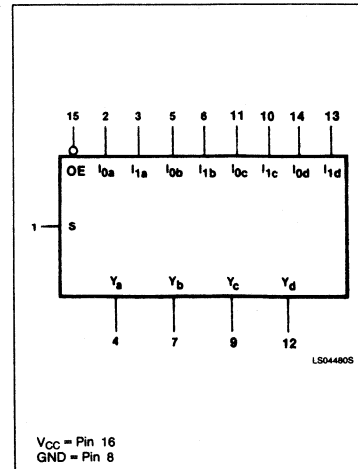 15 2 3 5 6 11 10 14 13
OE I0a I1a I0b I1b I0c I1c I0d I1d
1 S
Ya Yb Yc Yd
4 7 9 12
LS04480S
VCC = Pin 16
GND = Pin 8